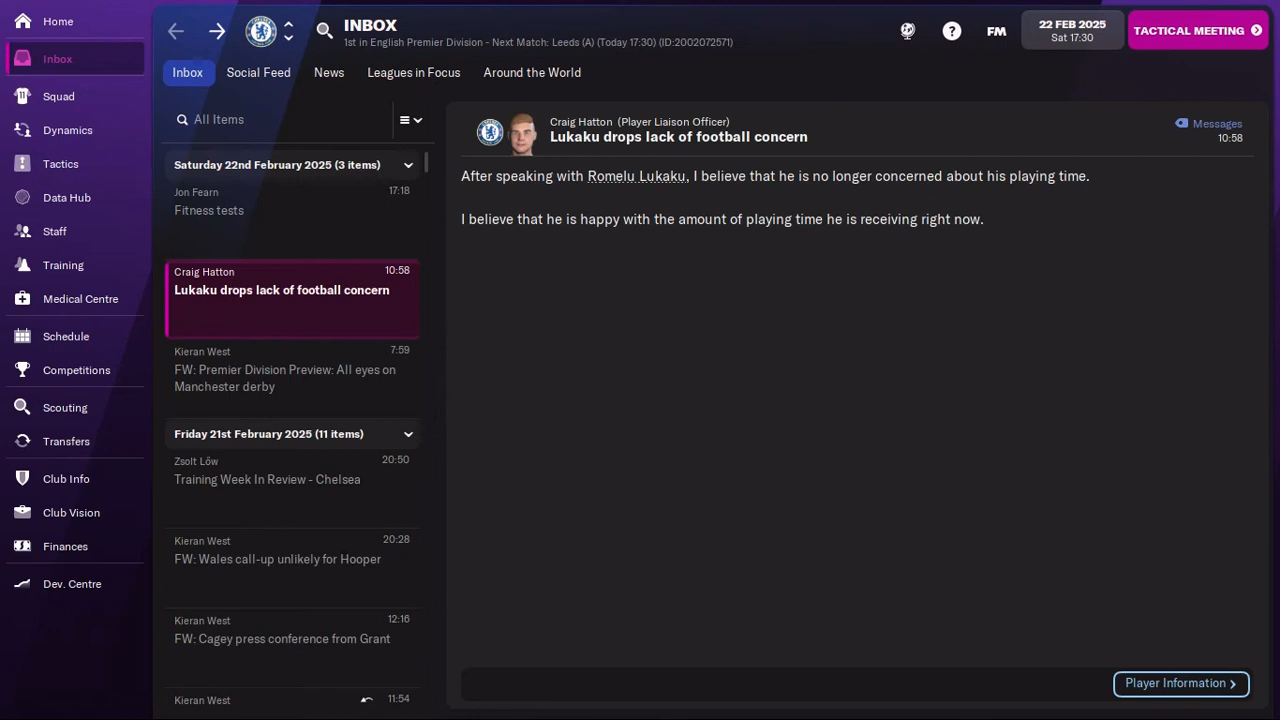 Home
Inbox
Squad
Dynamics
Tactics
Data Hub
Staff
Training
Medical Centre
Schedule
Competitions
Scouting
Transfers
Club Info
Club Vision
Finances
Dev. Centre
INBOX
1st in English Premier Division - Next Match: Leeds (A) (Today 17:30) (ID:2002072571)
FM
22 FEB 2025
Sat 17:30
TACTICAL MEETING
Inbox Social Feed News Leagues in Focus Around the World
All Items
Saturday 22nd February 2025 (3 items)
Jon Fearn 17:18
Fitness tests
Craig Hatton 10:58
Lukaku drops lack of football concern
Kieran West 7:59
FW: Premier Division Preview: All eyes on
Manchester derby
Friday 21st February 2025 (11 items)
Zsolt Lőw 20:50
Training Week In Review - Chelsea
Kieran West 20:28
FW: Wales call-up unlikely for Hooper
Kieran West 12:16
FW: Cagey press conference from Grant
Kieran West 11:54
Craig Hatton (Player Liaison Officer)
Lukaku drops lack of football concern
Messages
10:58
After speaking with Romelu Lukaku, I believe that he is no longer concerned about his playing time.
I believe that he is happy with the amount of playing time he is receiving right now.
Player Information